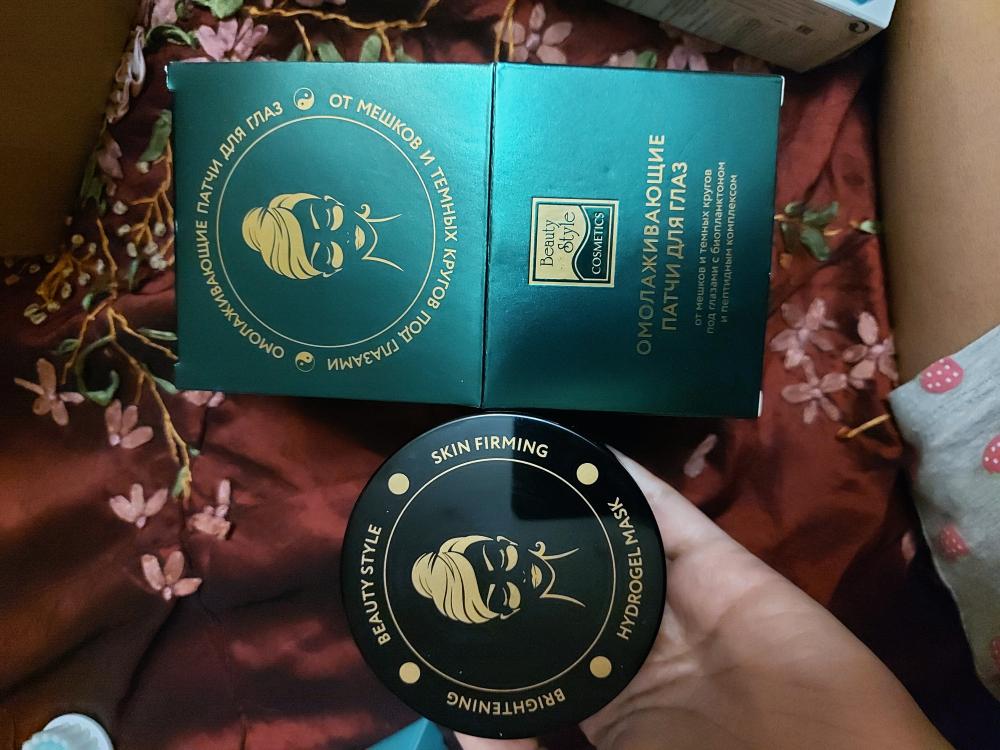 ОМОЛАЖИВАЮЩИЕ ПАТЧИ ДЛЯ ГЛАЗ
ОТ МЕШКОВ И ТЕМНЫХ КРУГОВ ПОД ГЛАЗАМИ
Beauty
Style
COSMETICS
ОМОЛАЖИВАЮЩИЕ
ПАТЧИ ДЛЯ ГЛАЗ
от мешков и темных кругов
под глазами с биопланктоном
и пептидным комплексом
SKIN FIRMING
HYDROGEL MASK
BRIGHTENING
BEAUTY STYLE